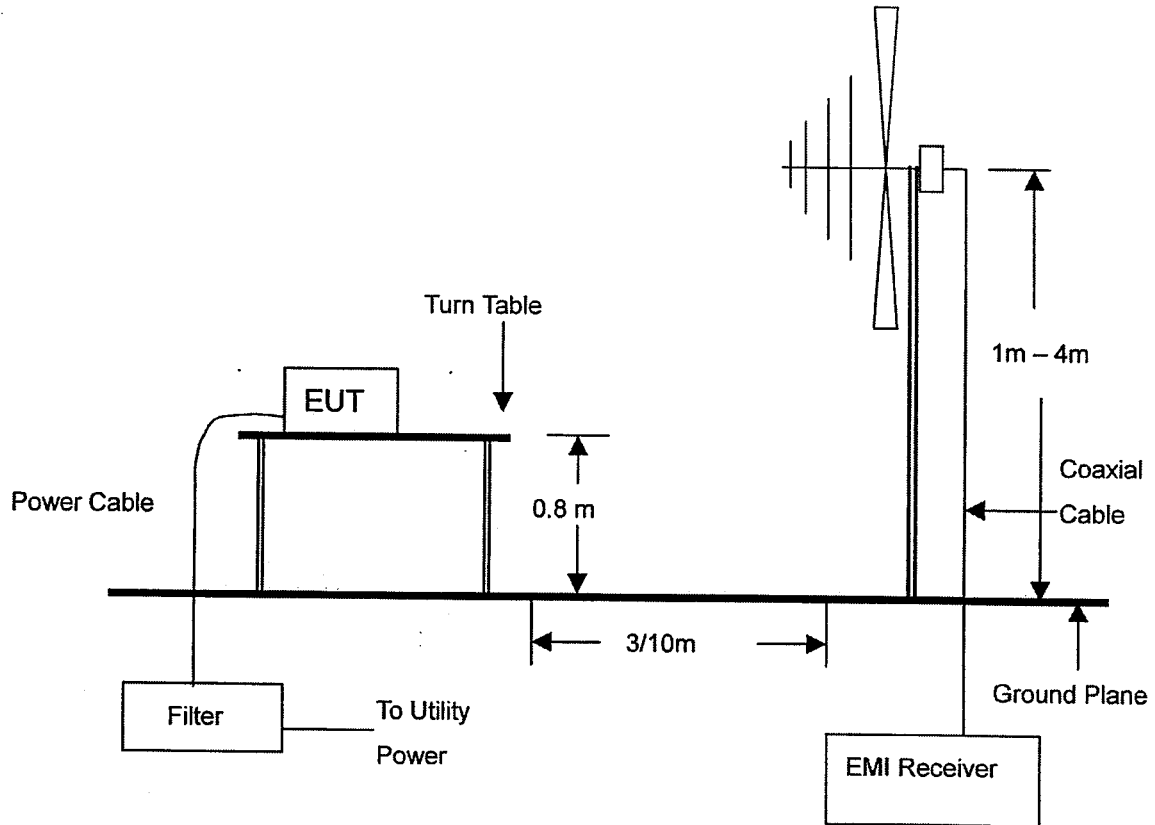 Turn Table
EUT
1m – 4m
Power Cable
0.8 m
Coaxial
Cable
3/10m
Ground Plane
Filter
To Utility
Power
EMI Receiver